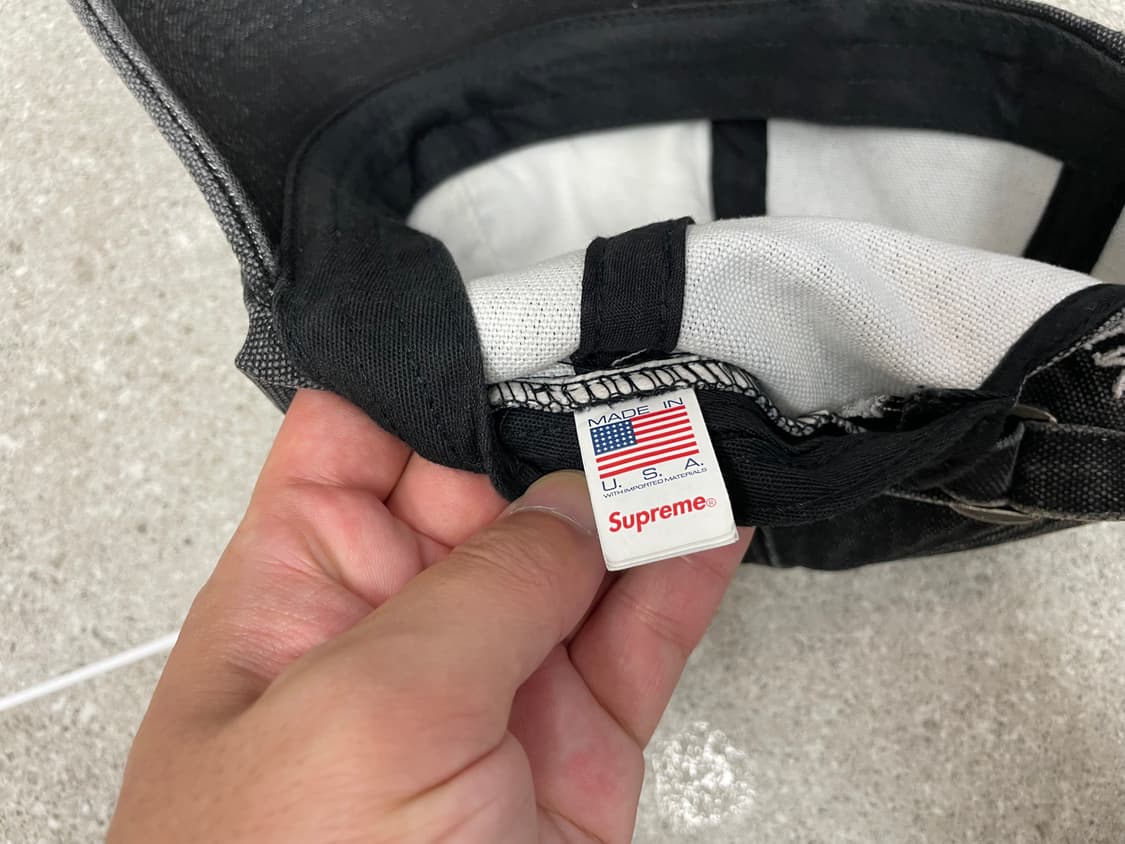 MADE IN
U. S. A.
WITH IMPORTED MATERIALS
Supreme®